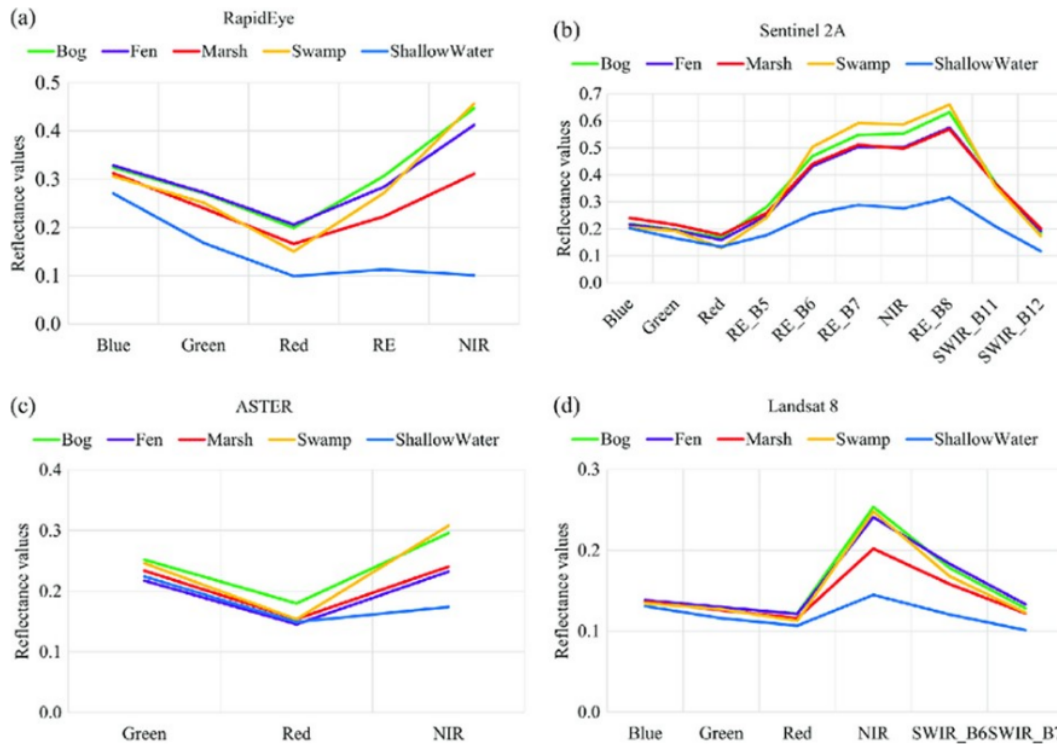 (a) RapidEye
Bog Fen Marsh Swamp ShallowWater
0.5
0.4
0.3
0.2
0.1
0.0
Reflectance values
Blue Green Red RE NIR
(b) Sentinel 2A
Bog Fen Marsh Swamp ShallowWater
0.7
0.6
0.5
0.4
0.3
0.2
0.1
0.0
Reflectance values
Blue Green Red RE_B5 RE_B6 RE_B7 NIR RE_B8 SWIR_B11 SWIR_B12
(c) ASTER
Bog Fen Marsh Swamp ShallowWater
0.4
0.3
0.2
0.1
0.0
Reflectance values
Green Red NIR
(d) Landsat 8
Bog Fen Marsh Swamp ShallowWater
0.3
0.2
0.1
0.0
Reflectance values
Blue Green Red NIR SWIR_B6